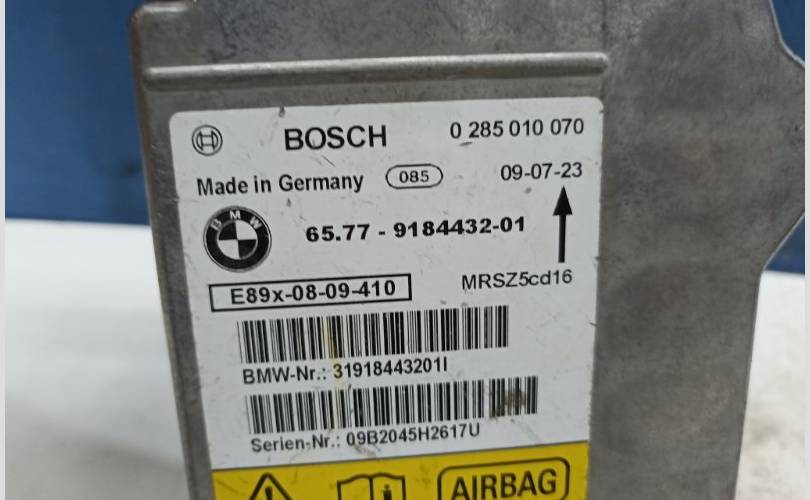 BOSCH 0 285 010 070
Made in Germany 085 09-07-23
BMW 65.77 - 9184432-01
E89x-08-09-410 MRSZ5cd16
BMW-Nr.: 31918443201I
Serien-Nr.: 09B2045H2617U
AIRBAG